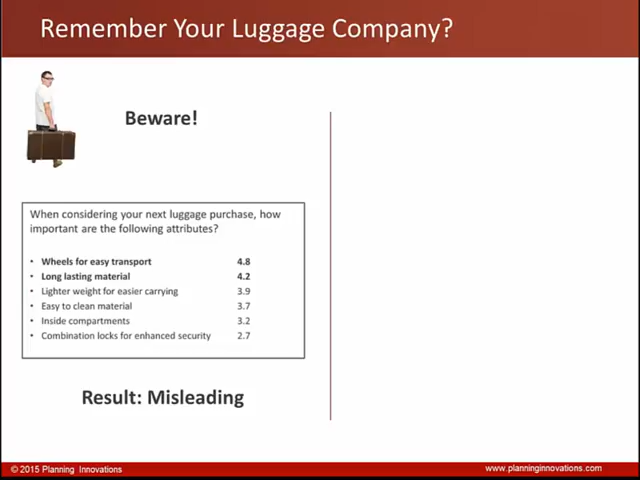 Remember Your Luggage Company?
Beware!
When considering your next luggage purchase, how
important are the following attributes?
• Wheels for easy transport 4.8
• Long lasting material 4.2
• Lighter weight for easier carrying 3.9
• Easy to clean material 3.7
• Inside compartments 3.2
• Combination locks for enhanced security 2.7
Result: Misleading
© 2015 Planning Innovations
www.planninginnovations.com